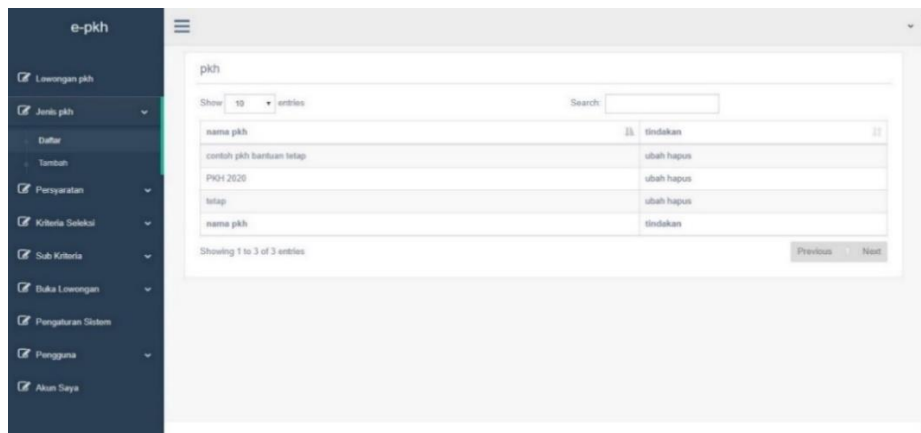 e-pkh
Lowongan pkh
Jenis pkh
Daftar
Tambah
Persyaratan
Kriteria Seleksi
Sub Kriteria
Buka Lowongan
Pengaturan Sistem
Pengguna
Akun Saya
pkh
Show 10 entries Search:
nama pkh tindakan
contoh pkh bantuan tetap ubah hapus
PKH 2020 ubah hapus
tetap ubah hapus
nama pkh tindakan
Showing 1 to 3 of 3 entries Previous 1 Next